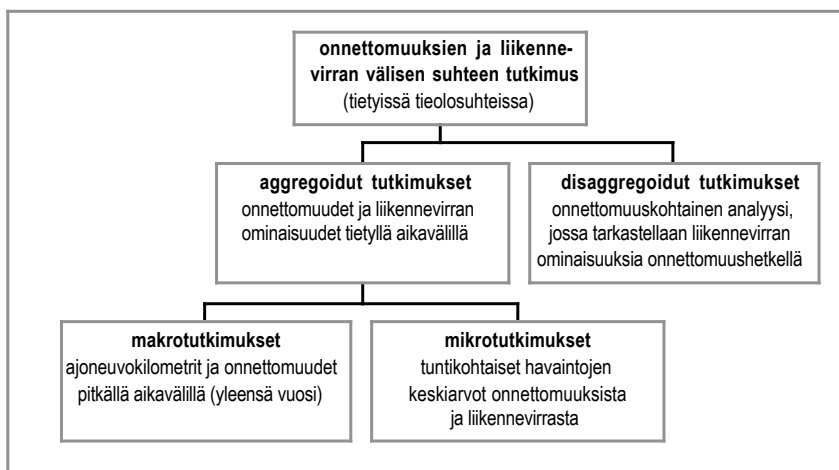 onnettomuuksien ja liikenne-
virran välisen suhteen tutkimus
(tietyissä tieolosuhteissa)
aggregoidut tutkimukset
onnettomuudet ja liikennevirran
ominaisuudet tietyllä aikavälillä
disaggregoidut tutkimukset
onnettomuuskohtainen analyysi,
jossa tarkastellaan liikennevirran
ominaisuuksia onnettomuushetkellä
makrotutkimukset
ajoneuvokilometrit ja onnettomuudet
pitkällä aikavälillä (yleensä vuosi)
mikrotutkimukset
tuntikohtaiset havaintojen
keskiarvot onnettomuuksista
ja liikennevirrasta